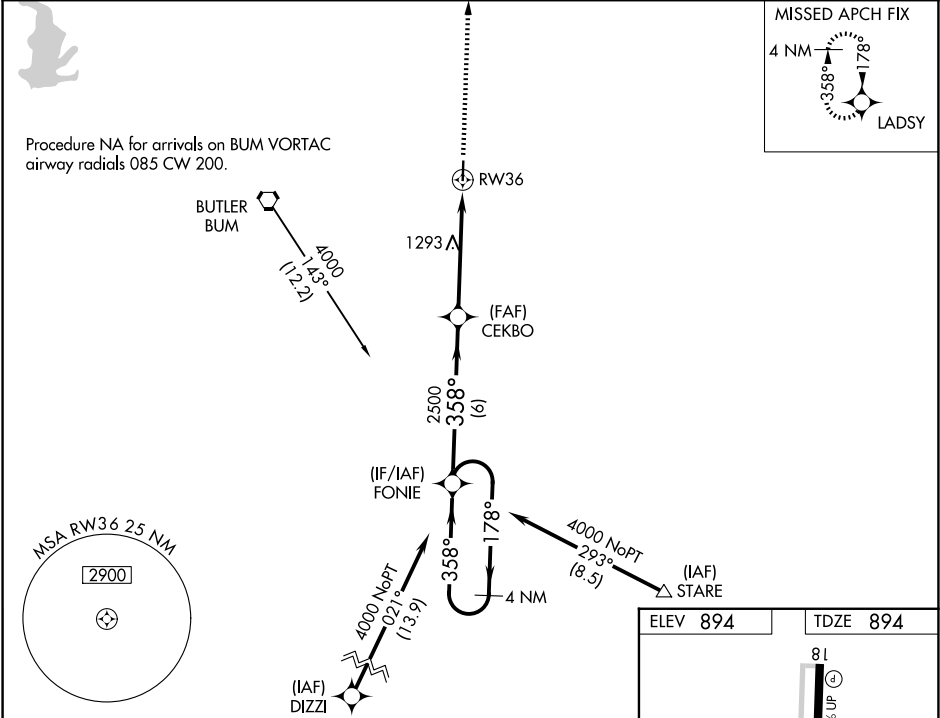 MISSED APCH FIX
4 NM
358°
178°
LADSY
Procedure NA for arrivals on BUM VORTAC
airway radials 085 CW 200.
RW36
BUTLER
BUM
4000
143°
(12.2)
1293
(FAF)
CEKBO
2500
358°
(6)
(IF/IAF)
FONIE
358°
178°
4 NM
4000 NoPT
293°
(8.5)
(IAF)
STARE
MSA RW36 25 NM
2900
4000 NoPT
021°
(13.9)
(IAF)
DIZZI
ELEV 894
TDZE 894
18
P
% UP